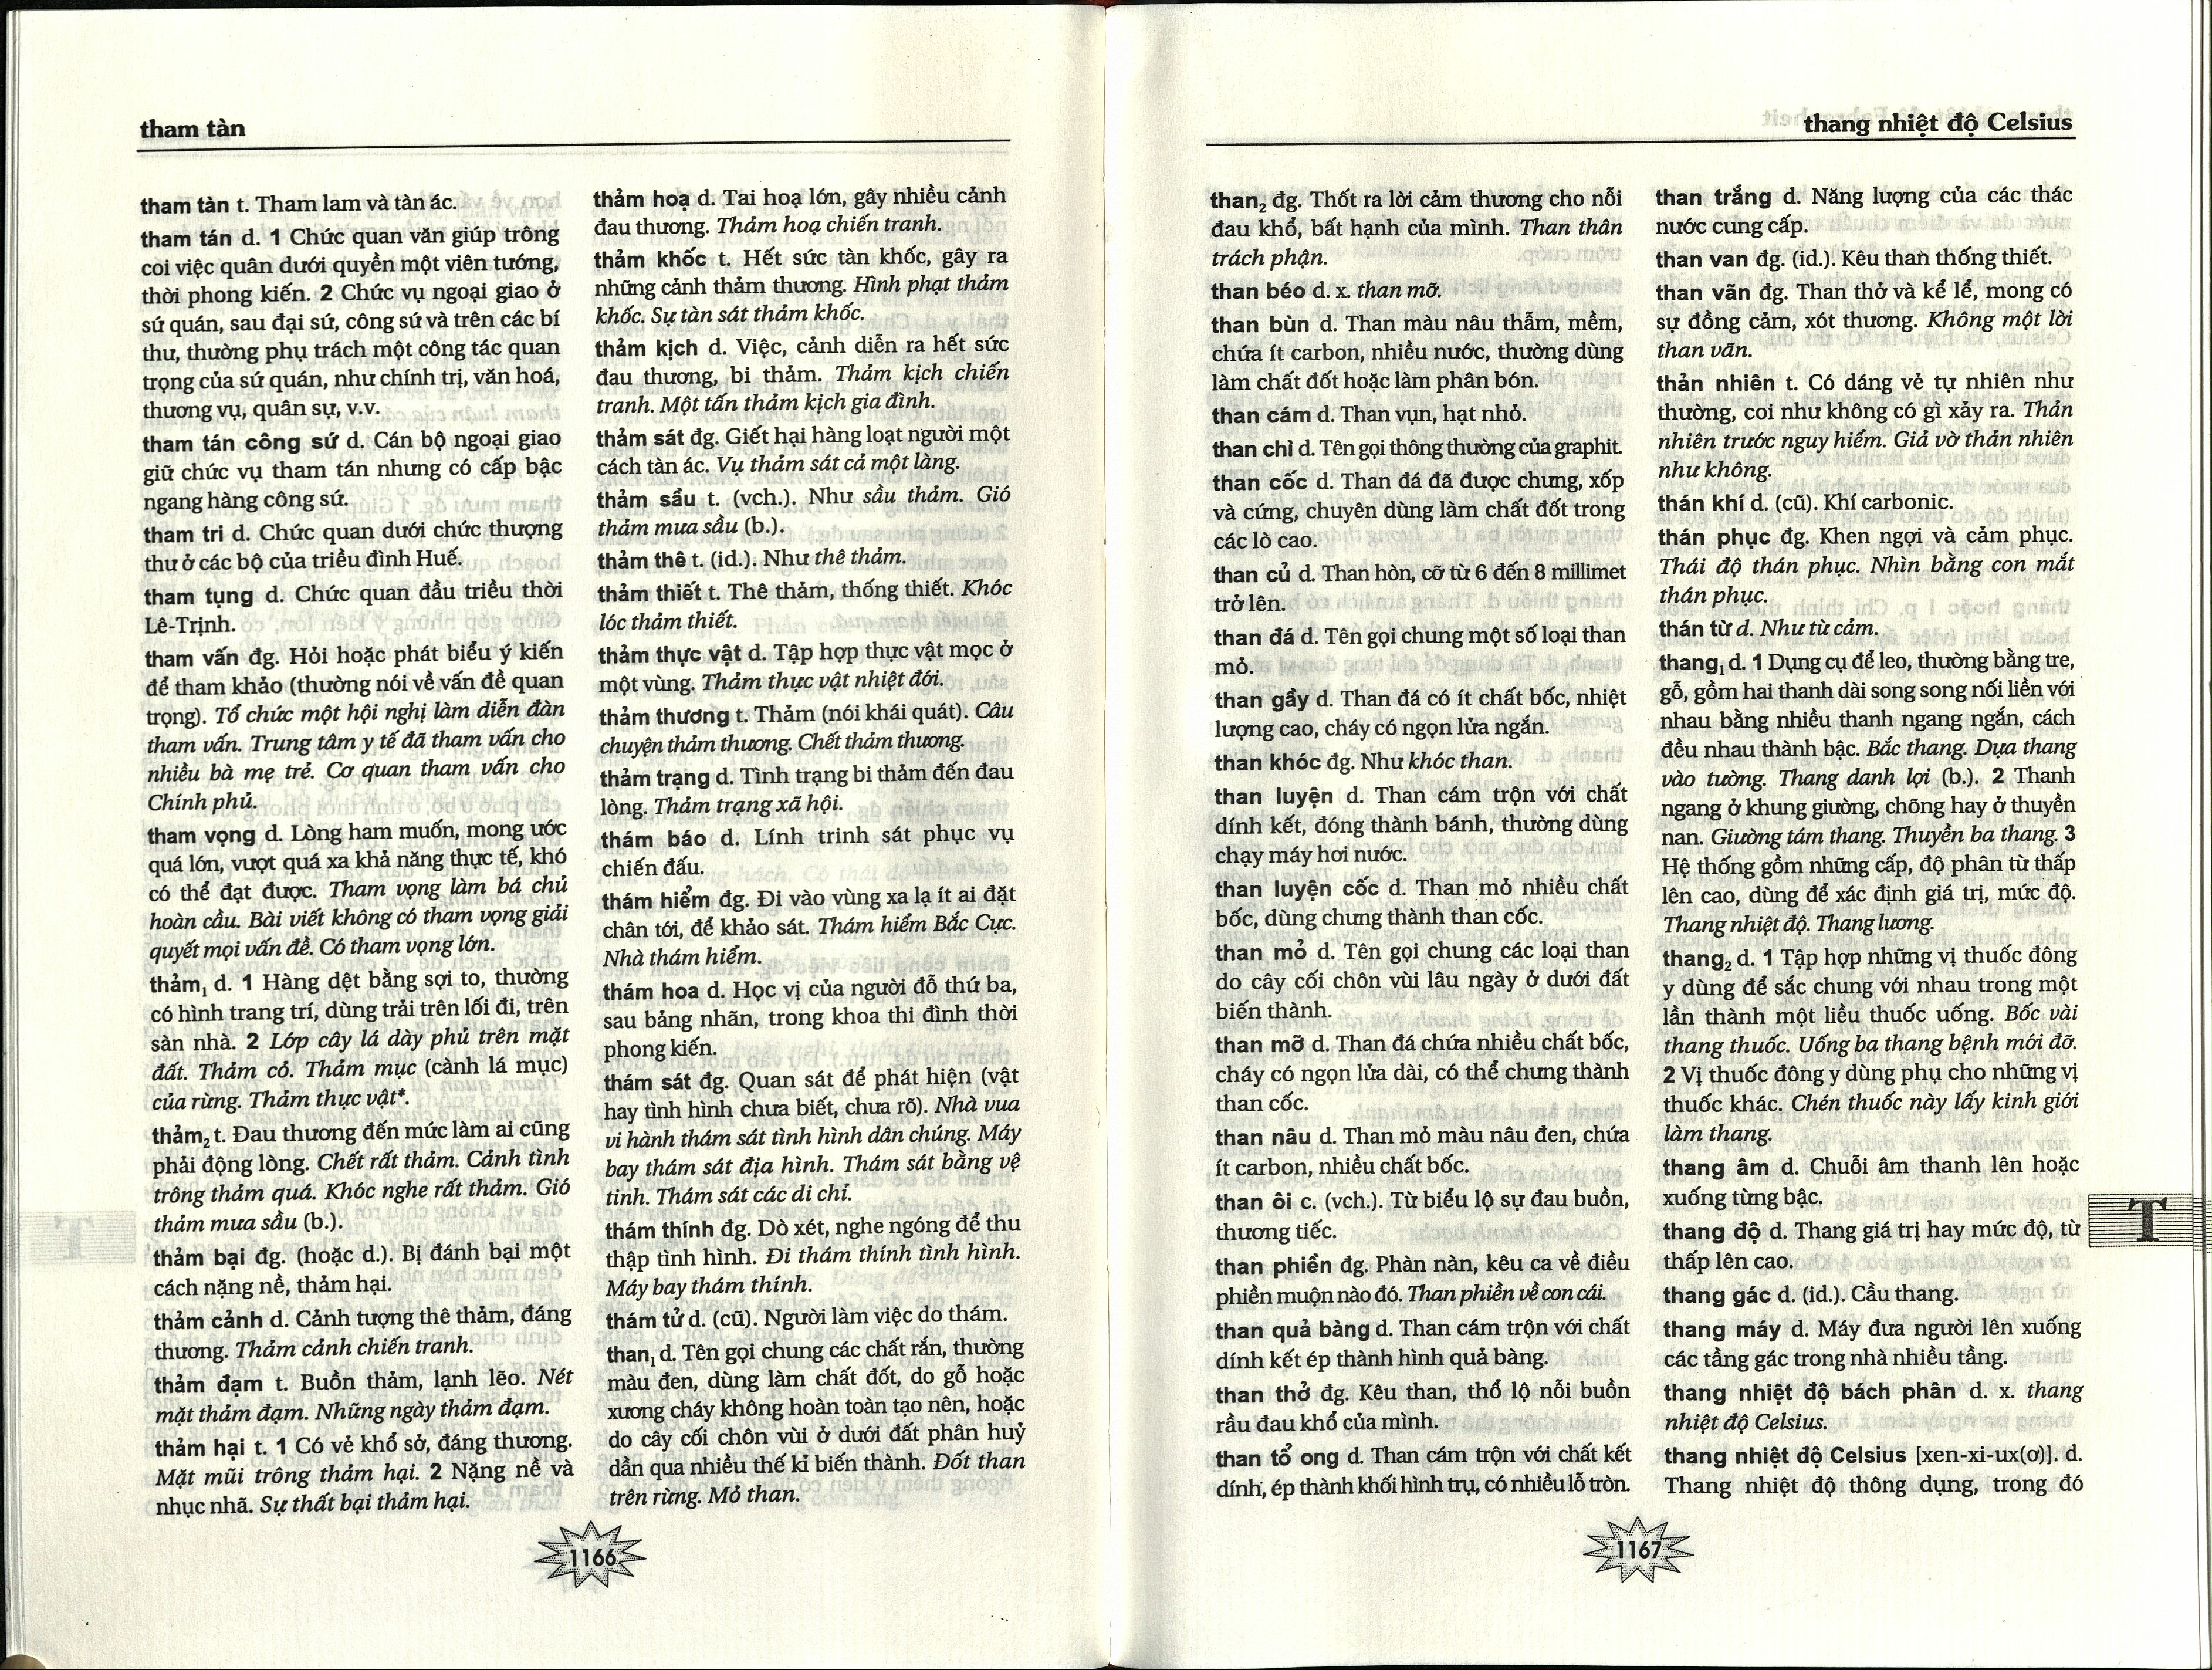 tham tàn
tham tàn t. Tham lam và tàn ác.
tham tán d. 1 Chức quan văn giúp trông
coi việc quân dưới quyền một viên tướng,
thời phong kiến. 2 Chức vụ ngoại giao ở
sứ quán, sau đại sứ, công sứ và trên các bí
thư, thường phụ trách một công tác quan
trọng của sứ quán, như chính trị, văn hoá,
thương vụ, quân sự, v.v.
tham tán công sứ d. Cán bộ ngoại giao
giữ chức vụ tham tán nhưng có cấp bậc
ngang hàng công sứ.
tham tri d. Chức quan dưới chức thượng
thư ở các bộ của triều đình Huế.
tham tụng d. Chức quan đầu triều thời
Lê-Trịnh.
tham vấn đg. Hỏi hoặc phát biểu ý kiến
để tham khảo (thường nói về vấn đề quan
trọng). Tổ chức một hội nghị làm diễn đàn
tham vấn. Trung tâm y tế đã tham vấn cho
nhiều bà mẹ trẻ. Cơ quan tham vấn cho
Chính phủ.
tham vọng d. Lòng ham muốn, mong ước
quá lớn, vượt quá xa khả năng thực tế, khó
có thể đạt được. Tham vọng làm bá chủ
hoàn cầu. Bài viết không có tham vọng giải
quyết mọi vấn đề. Có tham vọng lớn.
thảm₁ d. 1 Hàng dệt bằng sợi to, thường
có hình trang trí, dùng trải trên lối đi, trên
sàn nhà. 2 Lớp cây lá dày phủ trên mặt
đất. Thảm cỏ. Thảm mục (cành lá mục)
của rừng. Thảm thực vật*.
thảm₂ t. Đau thương đến mức làm ai cũng
phải động lòng. Chết rất thảm. Cảnh tình
trông thảm quá. Khóc nghe rất thảm. Gió
thảm mưa sầu (b.).
thảm bại đg. (hoặc d.). Bị đánh bại một
cách nặng nề, thảm hại.
thảm cảnh d. Cảnh tượng thê thảm, đáng
thương. Thảm cảnh chiến tranh.
thảm đạm t. Buồn thảm, lạnh lẽo. Nét
mặt thảm đạm. Những ngày thảm đạm.
thảm hại t. 1 Có vẻ khổ sở, đáng thương.
Mặt mũi trông thảm hại. 2 Nặng nề và
nhục nhã. Sự thất bại thảm hại.
thảm hoạ d. Tai hoạ lớn, gây nhiều cảnh
đau thương. Thảm hoạ chiến tranh.
thảm khốc t. Hết sức tàn khốc, gây ra
những cảnh thảm thương. Hình phạt thảm
khốc. Sự tàn sát thảm khốc.
thảm kịch d. Việc, cảnh diễn ra hết sức
đau thương, bi thảm. Thảm kịch chiến
tranh. Một tấn thảm kịch gia đình.
thảm sát đg. Giết hại hàng loạt người một
cách tàn ác. Vụ thảm sát cả một làng.
thảm sầu t. (vch.). Như sầu thảm. Gió
thảm mưa sầu (b.).
thảm thê t. (id.). Như thê thảm.
thảm thiết t. Thê thảm, thống thiết. Khóc
lóc thảm thiết.
thảm thực vật d. Tập hợp thực vật mọc ở
một vùng. Thảm thực vật nhiệt đới.
thảm thương t. Thảm (nói khái quát). Câu
chuyện thảm thương. Chết thảm thương.
thảm trạng d. Tình trạng bi thảm đến đau
lòng. Thảm trạng xã hội.
thám báo d. Lính trinh sát phục vụ
chiến đấu.
thám hiểm đg. Đi vào vùng xa lạ ít ai đặt
chân tới, để khảo sát. Thám hiểm Bắc Cực.
Nhà thám hiểm.
thám hoa d. Học vị của người đỗ thứ ba,
sau bảng nhãn, trong khoa thi đình thời
phong kiến.
thám sát đg. Quan sát để phát hiện (vật
hay tình hình chưa biết, chưa rõ). Nhà vua
vi hành thám sát tình hình dân chúng. Máy
bay thám sát địa hình. Thám sát bằng vệ
tinh. Thám sát các di chỉ.
thám thính đg. Dò xét, nghe ngóng để thu
thập tình hình. Đi thám thính tình hình.
Máy bay thám thính.
thám tử d. (cũ). Người làm việc do thám.
than₁ d. Tên gọi chung các chất rắn, thường
màu đen, dùng làm chất đốt, do gỗ hoặc
xương cháy không hoàn toàn tạo nên, hoặc
do cây cối chôn vùi ở dưới đất phân huỷ
dần qua nhiều thế kỉ biến thành. Đốt than
trên rừng. Mỏ than.
1166
thang nhiệt độ Celsius
than₂ đg. Thốt ra lời cảm thương cho nỗi
đau khổ, bất hạnh của mình. Than thân
trách phận.
than béo d. x. than mỡ.
than bùn d. Than màu nâu thẫm, mềm,
chứa ít carbon, nhiều nước, thường dùng
làm chất đốt hoặc làm phân bón.
than cám d. Than vụn, hạt nhỏ.
than chì d. Tên gọi thông thường của graphit.
than cốc d. Than đá đã được chưng, xốp
và cứng, chuyên dùng làm chất đốt trong
các lò cao.
than củ d. Than hòn, cỡ từ 6 đến 8 millimet
trở lên.
than đá d. Tên gọi chung một số loại than
mỏ.
than gầy d. Than đá có ít chất bốc, nhiệt
lượng cao, cháy có ngọn lửa ngắn.
than khóc đg. Như khóc than.
than luyện d. Than cám trộn với chất
dính kết, đóng thành bánh, thường dùng
chạy máy hơi nước.
than luyện cốc d. Than mỏ nhiều chất
bốc, dùng chưng thành than cốc.
than mỏ d. Tên gọi chung các loại than
do cây cối chôn vùi lâu ngày ở dưới đất
biến thành.
than mỡ d. Than đá chứa nhiều chất bốc,
cháy có ngọn lửa dài, có thể chưng thành
than cốc.
than nâu d. Than mỏ màu nâu đen, chứa
ít carbon, nhiều chất bốc.
than ôi c. (vch.). Từ biểu lộ sự đau buồn,
thương tiếc.
than phiền đg. Phàn nàn, kêu ca về điều
phiền muộn nào đó. Than phiền về con cái.
than quả bàng d. Than cám trộn với chất
dính kết ép thành hình quả bàng.
than thở đg. Kêu than, thổ lộ nỗi buồn
rầu đau khổ của mình.
than tổ ong d. Than cám trộn với chất kết
dính, ép thành khối hình trụ, có nhiều lỗ tròn.
than trắng d. Năng lượng của các thác
nước cung cấp.
than van đg. (id.). Kêu than thống thiết.
than vãn đg. Than thở và kể lể, mong có
sự đồng cảm, xót thương. Không một lời
than vãn.
thản nhiên t. Có dáng vẻ tự nhiên như
thường, coi như không có gì xảy ra. Thản
nhiên trước nguy hiểm. Giả vờ thản nhiên
như không.
thán khí d. (cũ). Khí carbonic.
thán phục đg. Khen ngợi và cảm phục.
Thái độ thán phục. Nhìn bằng con mắt
thán phục.
thán từ d. Như từ cảm.
thang₁ d. 1 Dụng cụ để leo, thường bằng tre,
gỗ, gồm hai thanh dài song song nối liền với
nhau bằng nhiều thanh ngang ngắn, cách
đều nhau thành bậc. Bắc thang. Dựa thang
vào tường. Thang danh lợi (b.). 2 Thanh
ngang ở khung giường, chõng hay ở thuyền
nan. Giường tám thang. Thuyền ba thang. 3
Hệ thống gồm những cấp, độ phân từ thấp
lên cao, dùng để xác định giá trị, mức độ.
Thang nhiệt độ. Thang lương.
thang₂ d. 1 Tập hợp những vị thuốc đông
y dùng để sắc chung với nhau trong một
lần thành một liều thuốc uống. Bốc vài
thang thuốc. Uống ba thang bệnh mới đỡ.
2 Vị thuốc đông y dùng phụ cho những vị
thuốc khác. Chén thuốc này lấy kinh giới
làm thang.
thang âm d. Chuỗi âm thanh lên hoặc
xuống từng bậc.
thang độ d. Thang giá trị hay mức độ, từ
thấp lên cao.
thang gác d. (id.). Cầu thang.
thang máy d. Máy đưa người lên xuống
các tầng gác trong nhà nhiều tầng.
thang nhiệt độ bách phân d. x. thang
nhiệt độ Celsius.
thang nhiệt độ Celsius [xen-xi-ux(ơ)]. d.
Thang nhiệt độ thông dụng, trong đó
T
1167